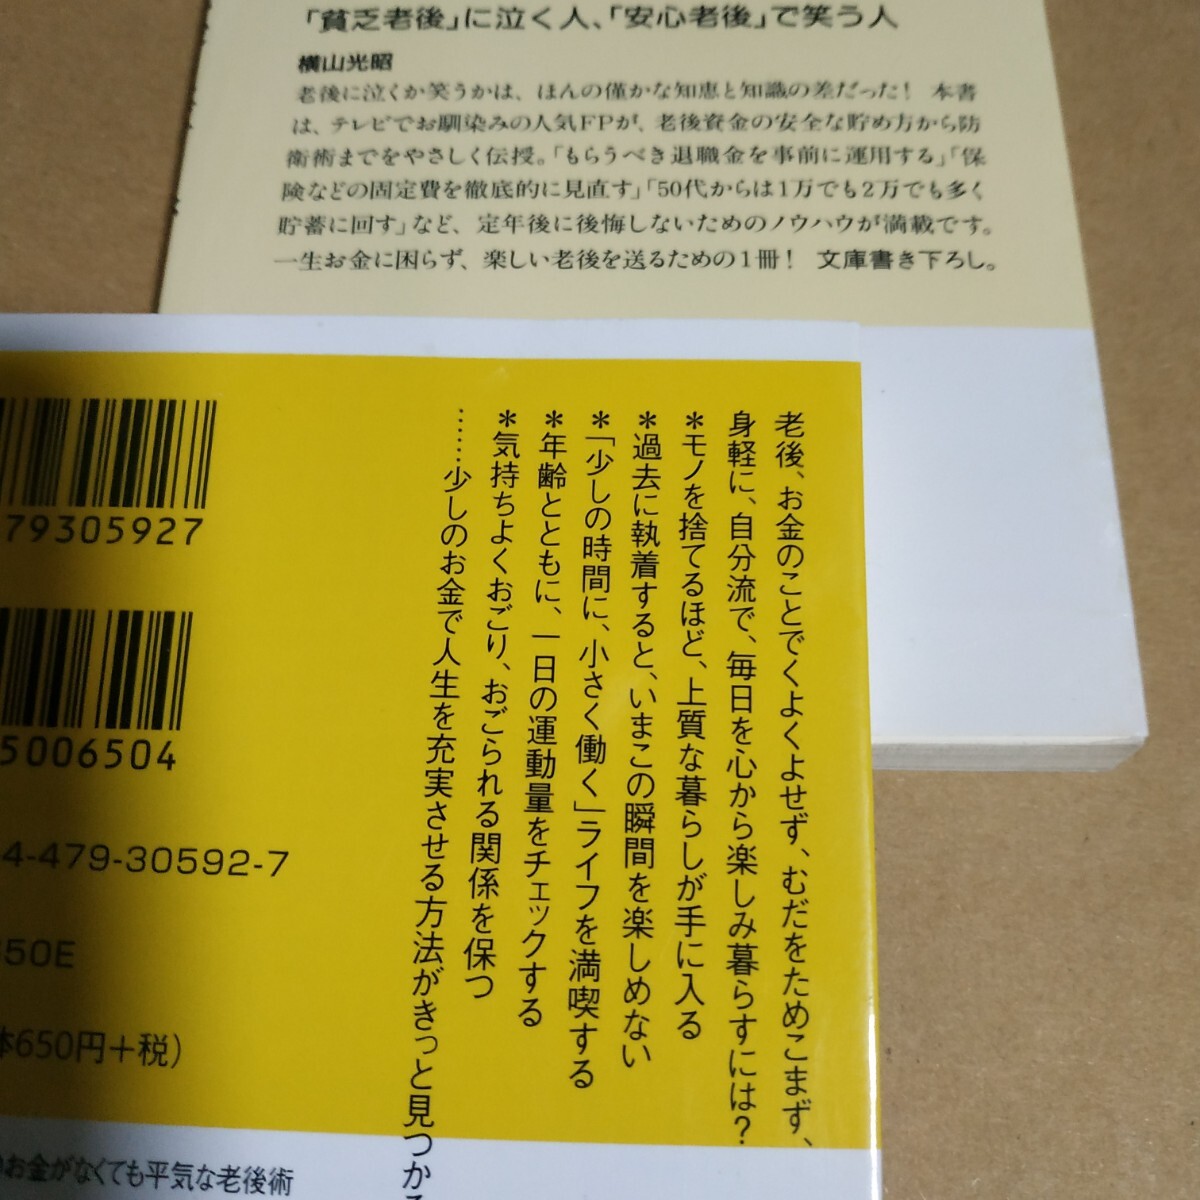 「貧乏老後」に泣く人、「安心老後」で笑う人
横山光昭
老後に泣くか笑うかは、ほんの僅かな知恵と知識の差だった! 本書
は、テレビでお馴染みの人気FPが、老後資金の安全な貯め方から防
衛術までをやさしく伝授。「もらうべき退職金を事前に運用する」「保
険などの固定費を徹底的に見直す」「50代からは1万でも2万でも多く
貯蓄に回す」など、定年後に後悔しないためのノウハウが満載です。
一生お金に困らず、楽しい老後を送るための1冊! 文庫書き下ろし。
老後、お金のことでくよくよせず、むだをためこまず、
身軽に、自分流で、毎日を心から楽しみ暮らすには?
*モノを捨てるほど、上質な暮らしが手に入る
*過去に執着すると、いまこの瞬間を楽しめない
*「少しの時間に、小さく働く」ライフを満喫する
*年齢とともに、一日の運動量をチェックする
*気持ちよくおごり、おごられる関係を保つ
……少しのお金で人生を充実させる方法がきっと見つかる
79305927
5006504
4-479-30592-7
50E
体650円+税)
お金がなくても平気な老後術